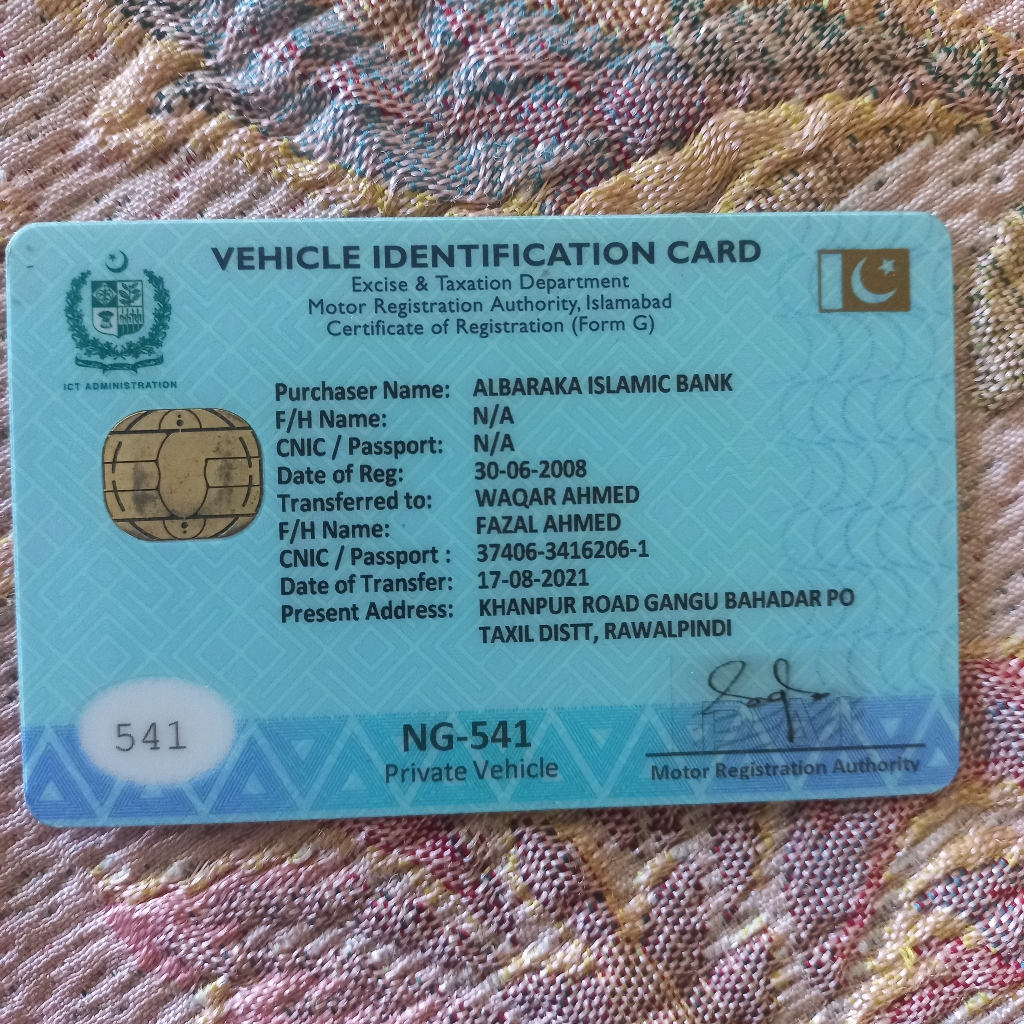 VEHICLE IDENTIFICATION CARD
Excise & Taxation Department
Motor Registration Authority, Islamabad
Certificate of Registration (Form G)
ICT ADMINISTRATION
Purchaser Name: ALBARAKA ISLAMIC BANK
F/H Name: N/A
CNIC / Passport: N/A
Date of Reg: 30-06-2008
Transferred to: WAQAR AHMED
F/H Name: FAZAL AHMED
CNIC / Passport : 37406-3416206-1
Date of Transfer: 17-08-2021
Present Address: KHANPUR ROAD GANGU BAHADAR PO
TAXIL DISTT, RAWALPINDI
541
NG-541
Private Vehicle
Motor Registration Authority